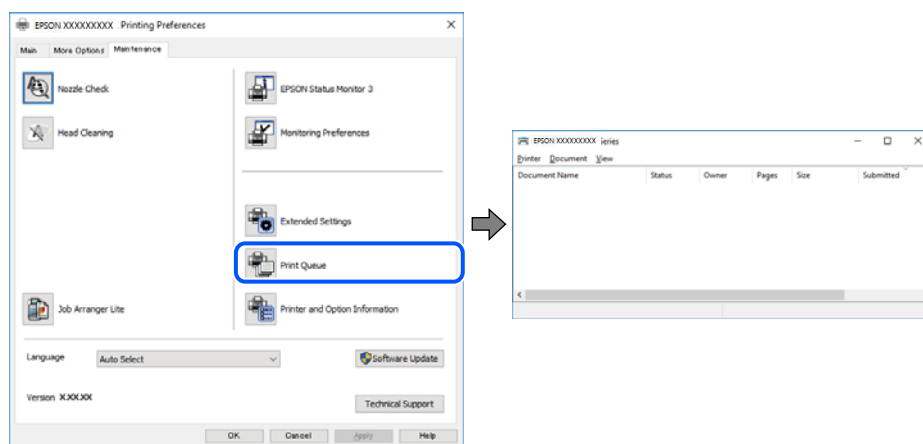 EPSON XXXXXXXXX Printing Preferences
Main More Options Maintenance
Nozzle Check
EPSON Status Monitor 3
Head Cleaning
Monitoring Preferences
Extended Settings
Print Queue
Job Arranger Lite
Printer and Option Information
Language Auto Select
Software Update
Version X.XX.XX
Technical Support
OK Cancel Apply Help
EPSON XXXXXXXXX ieries
Printer Document View
Document Name Status Owner Pages Size Submitted